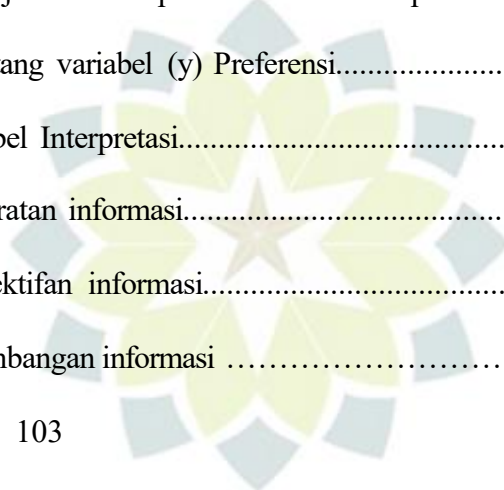 ang variabel (y) Preferensi....................
bel Interpretasi.......................................
ratan informasi......................................
ektifan informasi...................................
nbangan informasi ……………………
103